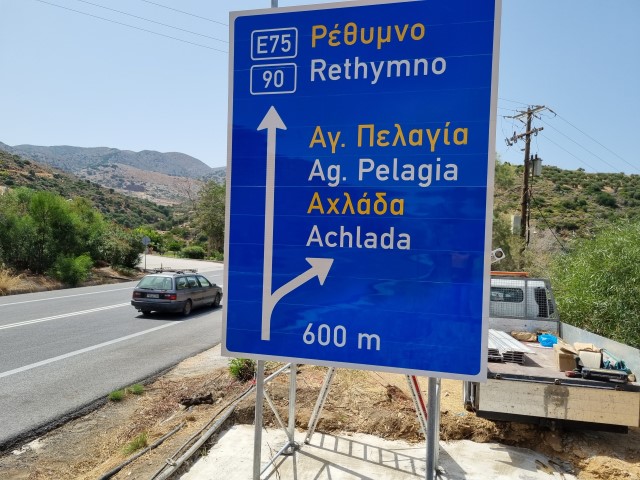 E75
90
Ρέθυμνο
Rethymno
Αγ. Πελαγία
Ag. Pelagia
Αχλάδα
Achlada
600 m